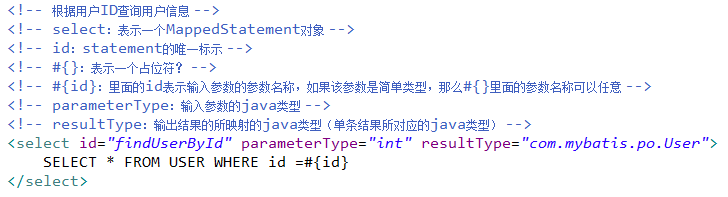 <!-- 根据用户ID查询用户信息 -->
<!-- select：表示一个MappedStatement对象 -->
<!-- id：statement的唯一标示 -->
<!-- #{}：表示一个占位符？ -->
<!-- #{id}：里面的id表示输入参数的参数名称，如果该参数是简单类型，那么#{}里面的参数名称可以任意 -->
<!-- parameterType：输入参数的java类型 -->
<!-- resultType：输出结果的所映射的java类型（单条结果所对应的java类型） -->
<select id="findUserById" parameterType="int" resultType="com.mybatis.po.User">
SELECT * FROM USER WHERE id =#{id}
</select>